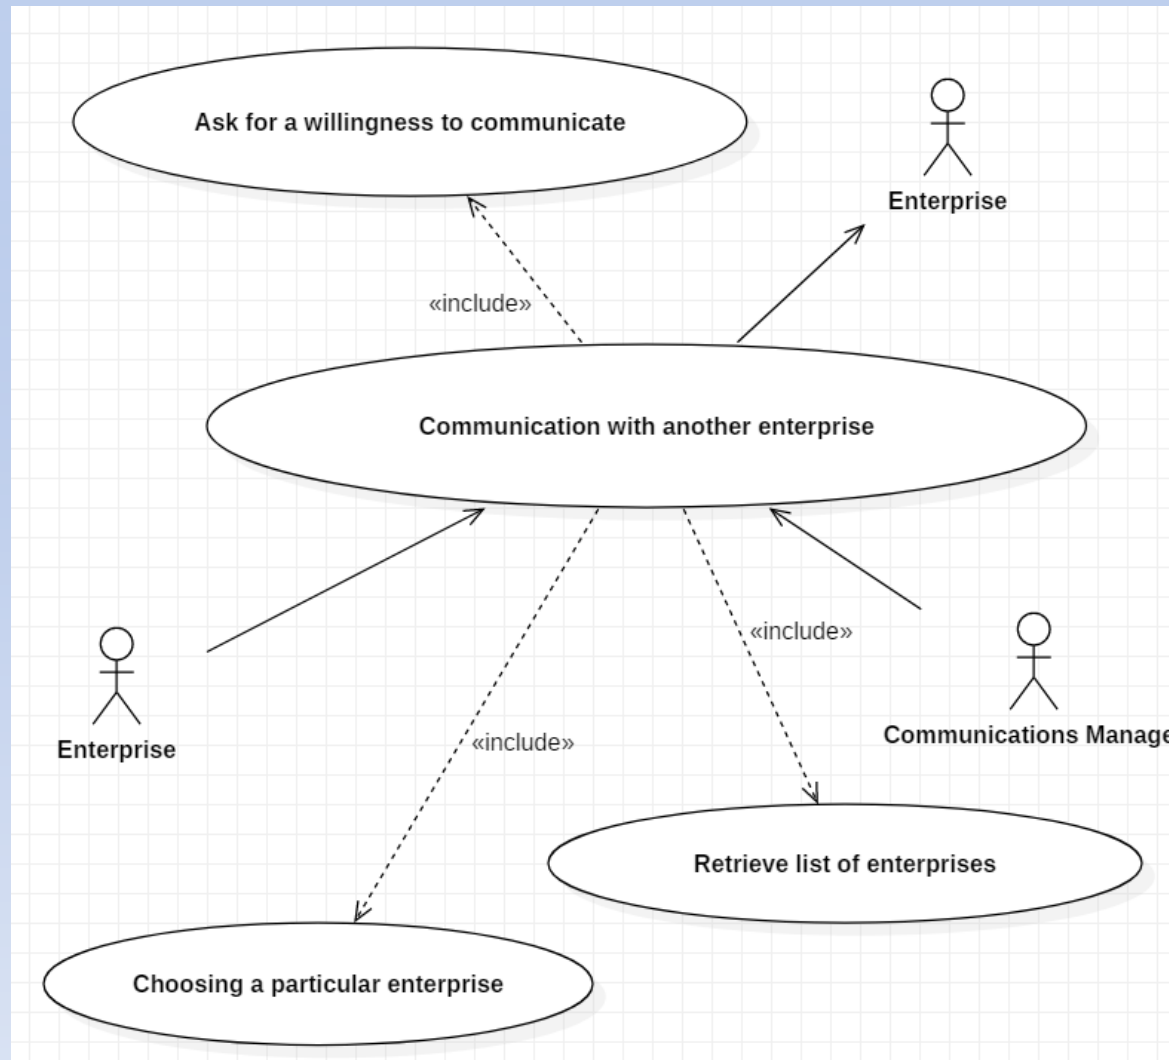 Ask for a willingness to communicate
Enterprise
«include»
Communication with another enterprise
«include»
«include»
Enterprise
Communications Manage
Retrieve list of enterprises
Choosing a particular enterprise